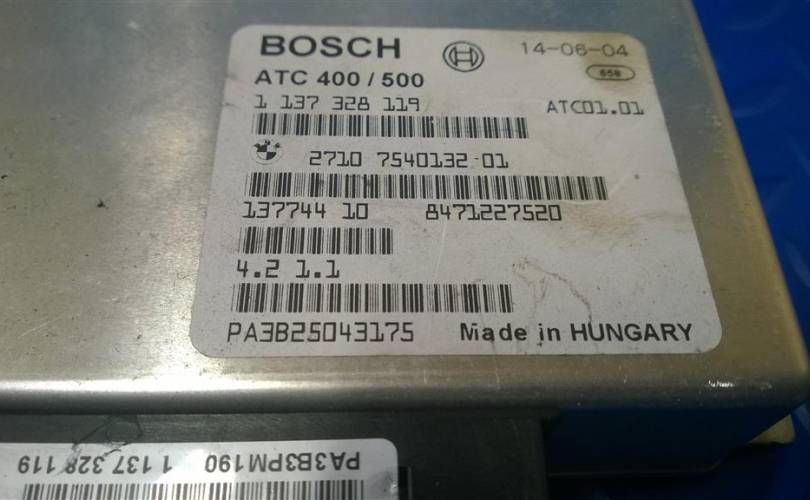 BOSCH 14-06-04
ATC 400 / 500 658
1 137 328 119 ATC01.01
2710 7540132 01
137744 10 8471227520
4.2 1.1
PA3B25043175 Made in HUNGARY
PA3B3PM190 1 137 328 119